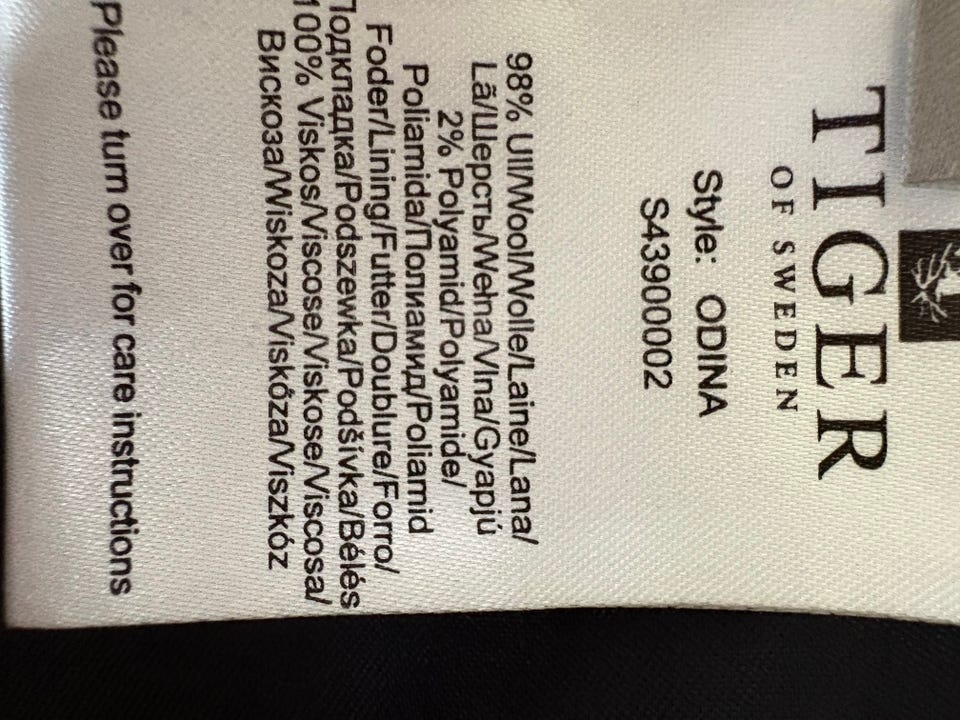 TIGER
OF SWEDEN
Style: ODINA
S43900002
98% Ull/Wool/Wolle/Laine/Lana/
Lã/Шерсть/Wełna/Vlna/Gyapjú
2% Polyamid/Polyamide/
Poliamida/Полиамид/Poliamid
Foder/Lining/Futter/Doublure/Forro/
Подкладка/Podszewka/Podšívka/Bélés
100% Viskos/Viscose/Viskose/Viscosa/
Вискоза/Wiskoza/Viskóza/Viszkóz
Please turn over for care instructions